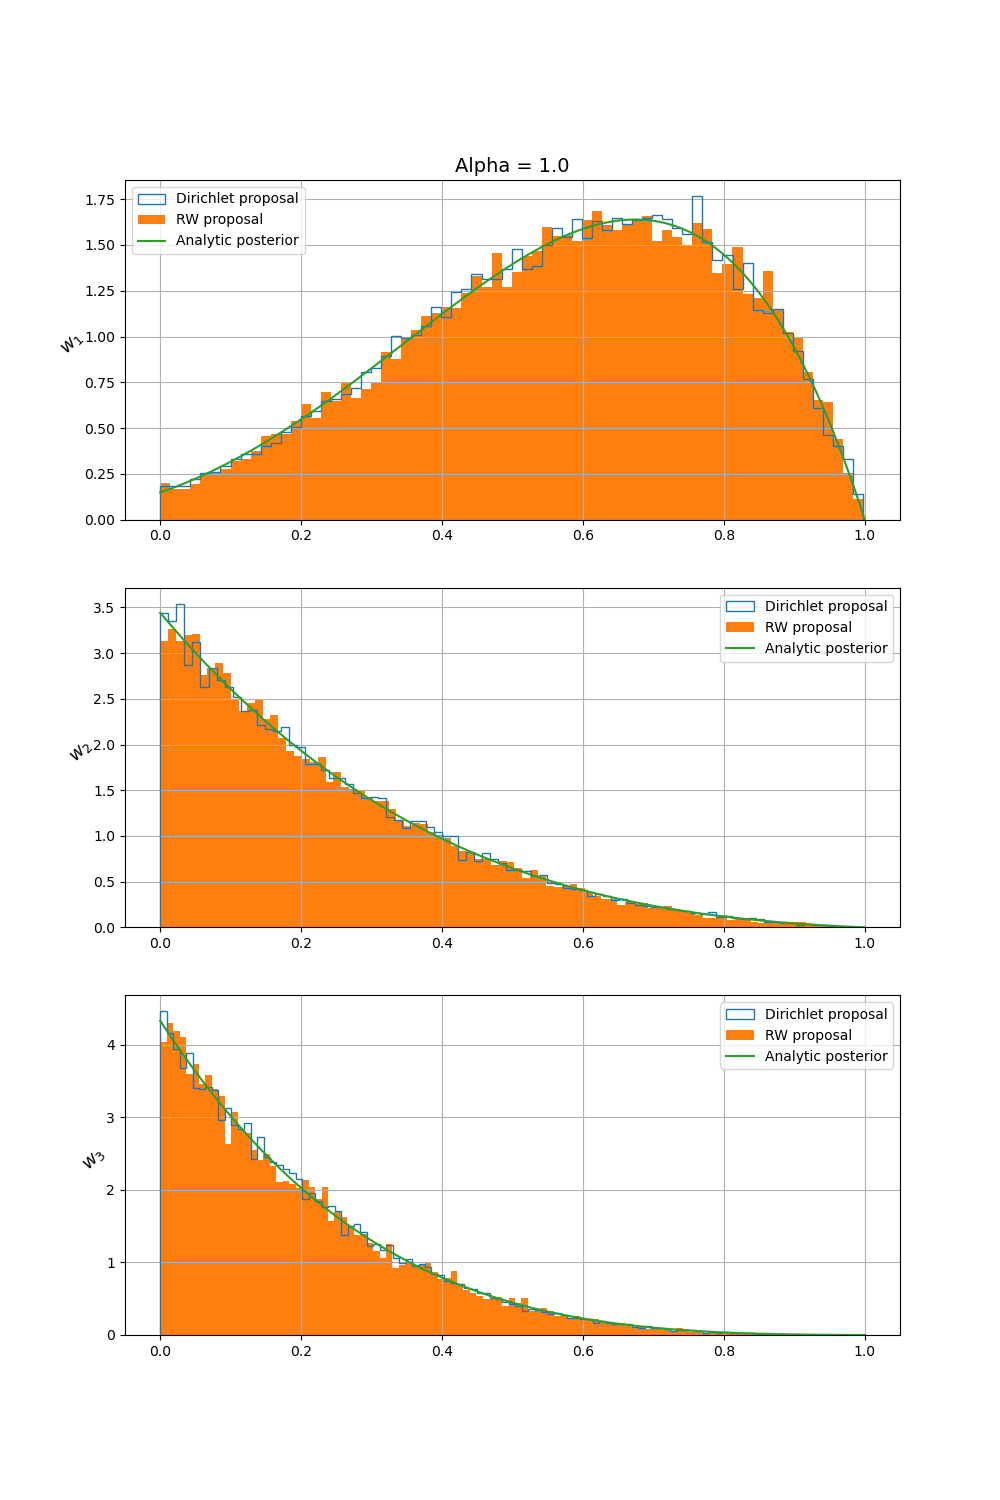 Alpha = 1.0
Dirichlet proposal
RW proposal
Analytic posterior
w₁
1.75
1.50
1.25
1.00
0.75
0.50
0.25
0.00
0.0 0.2 0.4 0.6 0.8 1.0
Dirichlet proposal
RW proposal
Analytic posterior
w₂
3.5
3.0
2.5
2.0
1.5
1.0
0.5
0.0
0.0 0.2 0.4 0.6 0.8 1.0
Dirichlet proposal
RW proposal
Analytic posterior
w₃
4
3
2
1
0
0.0 0.2 0.4 0.6 0.8 1.0